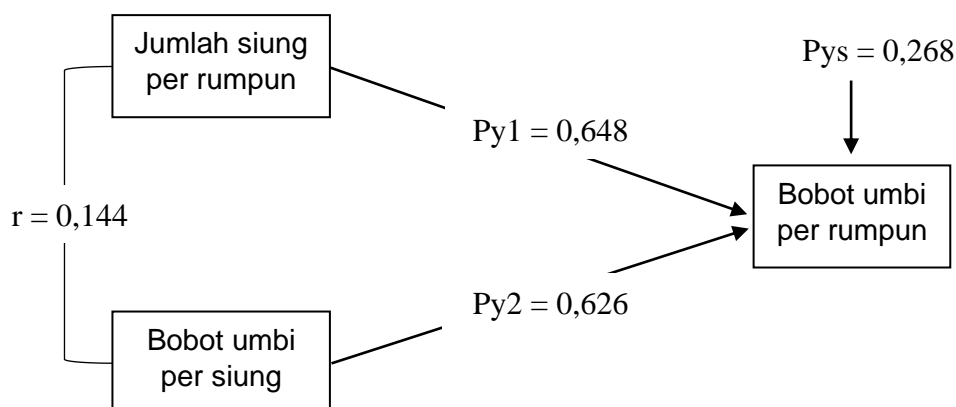 Jumlah siung
per rumpun
Pys = 0,268
Py1 = 0,648
Bobot umbi
per rumpun
r = 0,144
Py2 = 0,626
Bobot umbi
per siung